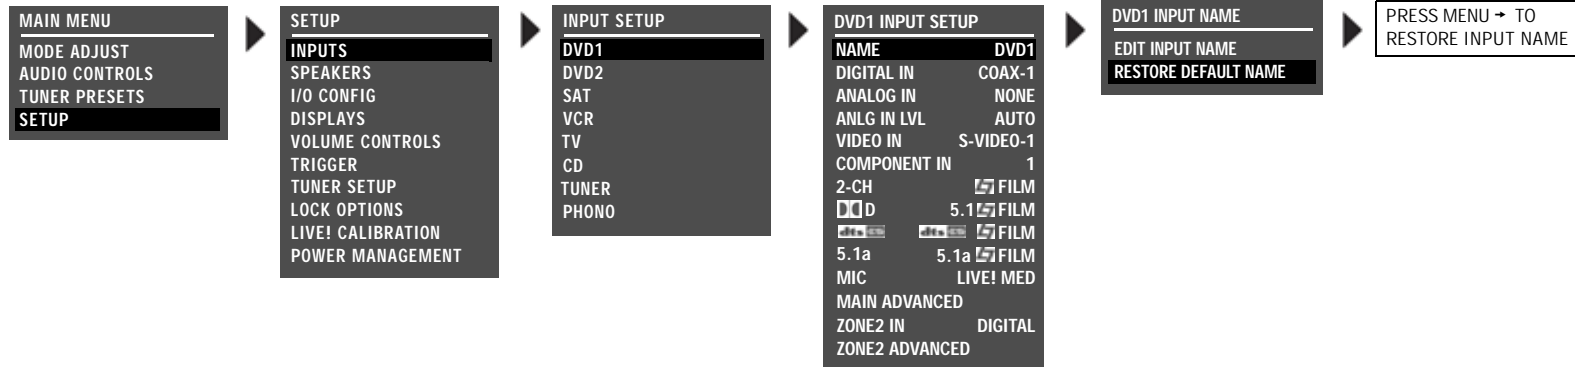 MAIN MENU
MODE ADJUST
AUDIO CONTROLS
TUNER PRESETS
SETUP
SETUP
INPUTS
SPEAKERS
I/O CONFIG
DISPLAYS
VOLUME CONTROLS
TRIGGER
TUNER SETUP
LOCK OPTIONS
LIVE! CALIBRATION
POWER MANAGEMENT
INPUT SETUP
DVD1
DVD2
SAT
VCR
TV
CD
TUNER
PHONO
DVD1 INPUT SETUP
NAME DVD1
DIGITAL IN COAX-1
ANALOG IN NONE
ANLG IN LVL AUTO
VIDEO IN S-VIDEO-1
COMPONENT IN 1
2-CH FILM
D 5.1 FILM
dts dts FILM
5.1a 5.1a FILM
MIC LIVE! MED
MAIN ADVANCED
ZONE2 IN DIGITAL
ZONE2 ADVANCED
DVD1 INPUT NAME
EDIT INPUT NAME
RESTORE DEFAULT NAME
PRESS MENU → TO
RESTORE INPUT NAME